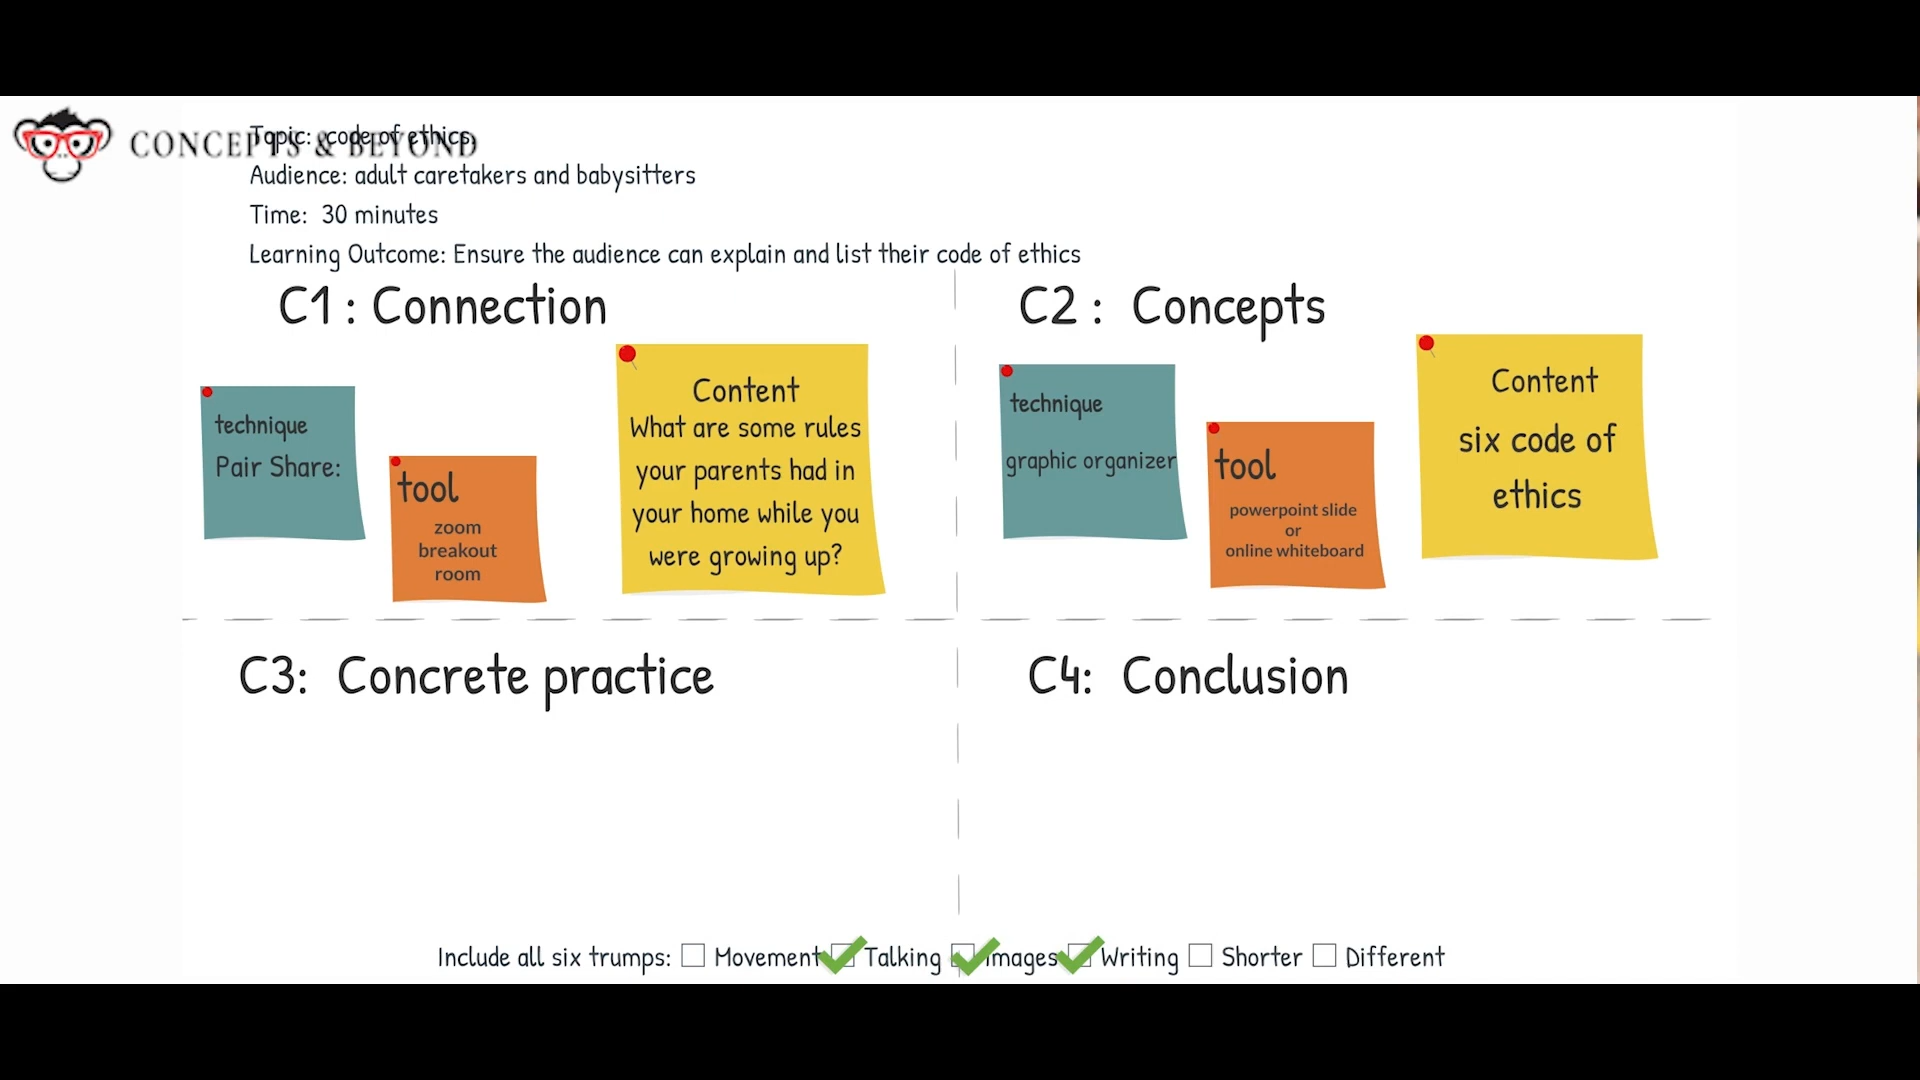 CONCEPTS & BEYOND
Topic: code of ethics.
Audience: adult caretakers and babysitters
Time: 30 minutes
Learning Outcome: Ensure the audience can explain and list their code of ethics
C1 : Connection
technique
Pair Share:
tool
zoom
breakout
room
Content
What are some rules
your parents had in
your home while you
were growing up?
C2 : Concepts
technique
graphic organizer
tool
powerpoint slide
or
online whiteboard
Content
six code of
ethics
C3: Concrete practice
C4: Conclusion
Include all six trumps: Movement Talking Images Writing Shorter Different